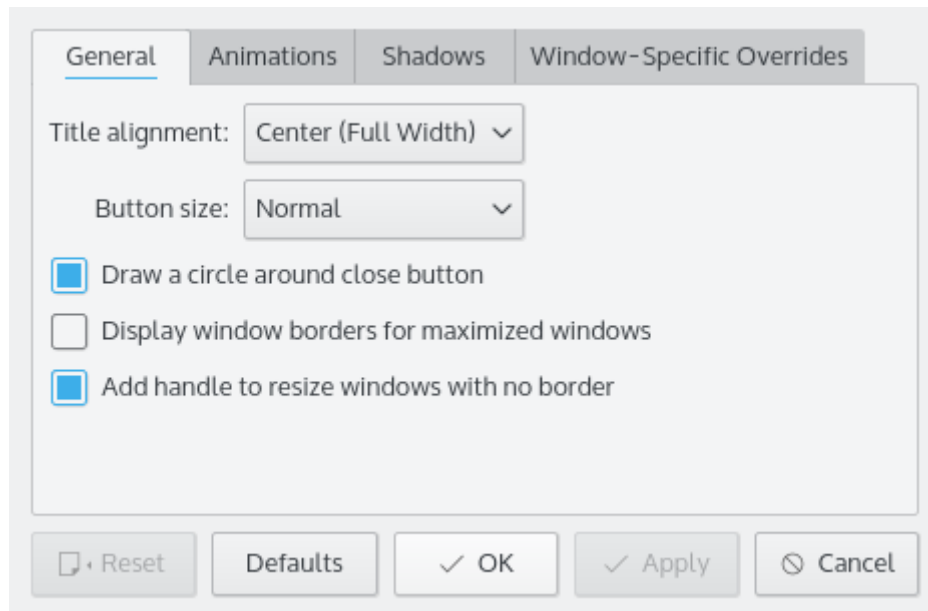 General Animations Shadows Window-Specific Overrides
Title alignment: Center (Full Width)
Button size: Normal
Draw a circle around close button
Display window borders for maximized windows
Add handle to resize windows with no border
Reset Defaults OK Apply Cancel